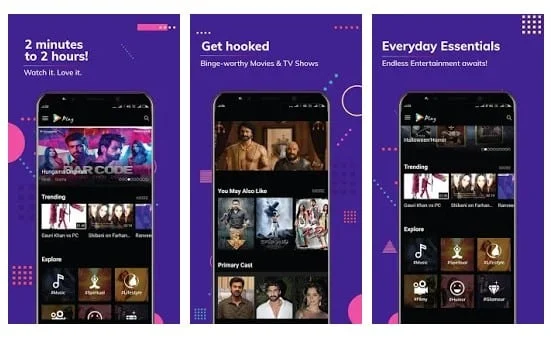 2 minutes
to 2 hours!
Watch it. Love it.
Play
Hungama Originals
BAR CODE
Trending
Gauri Khan vs PC
Shibani on Farhan...
Ranvee
Explore
#Music
#Spiritual
#Lifestyle
Get hooked
Binge-worthy Movies & TV Shows
You May Also Like
Primary Cast
Everyday Essentials
Endless Entertainment awaits!
Play
Halloween Horror
Trending
Gauri Khan vs PC
Shibani on Farhan...
Ranvee
Explore
#Music
#Spiritual
#Lifestyle
#Filmy
#Humor
#Glamour